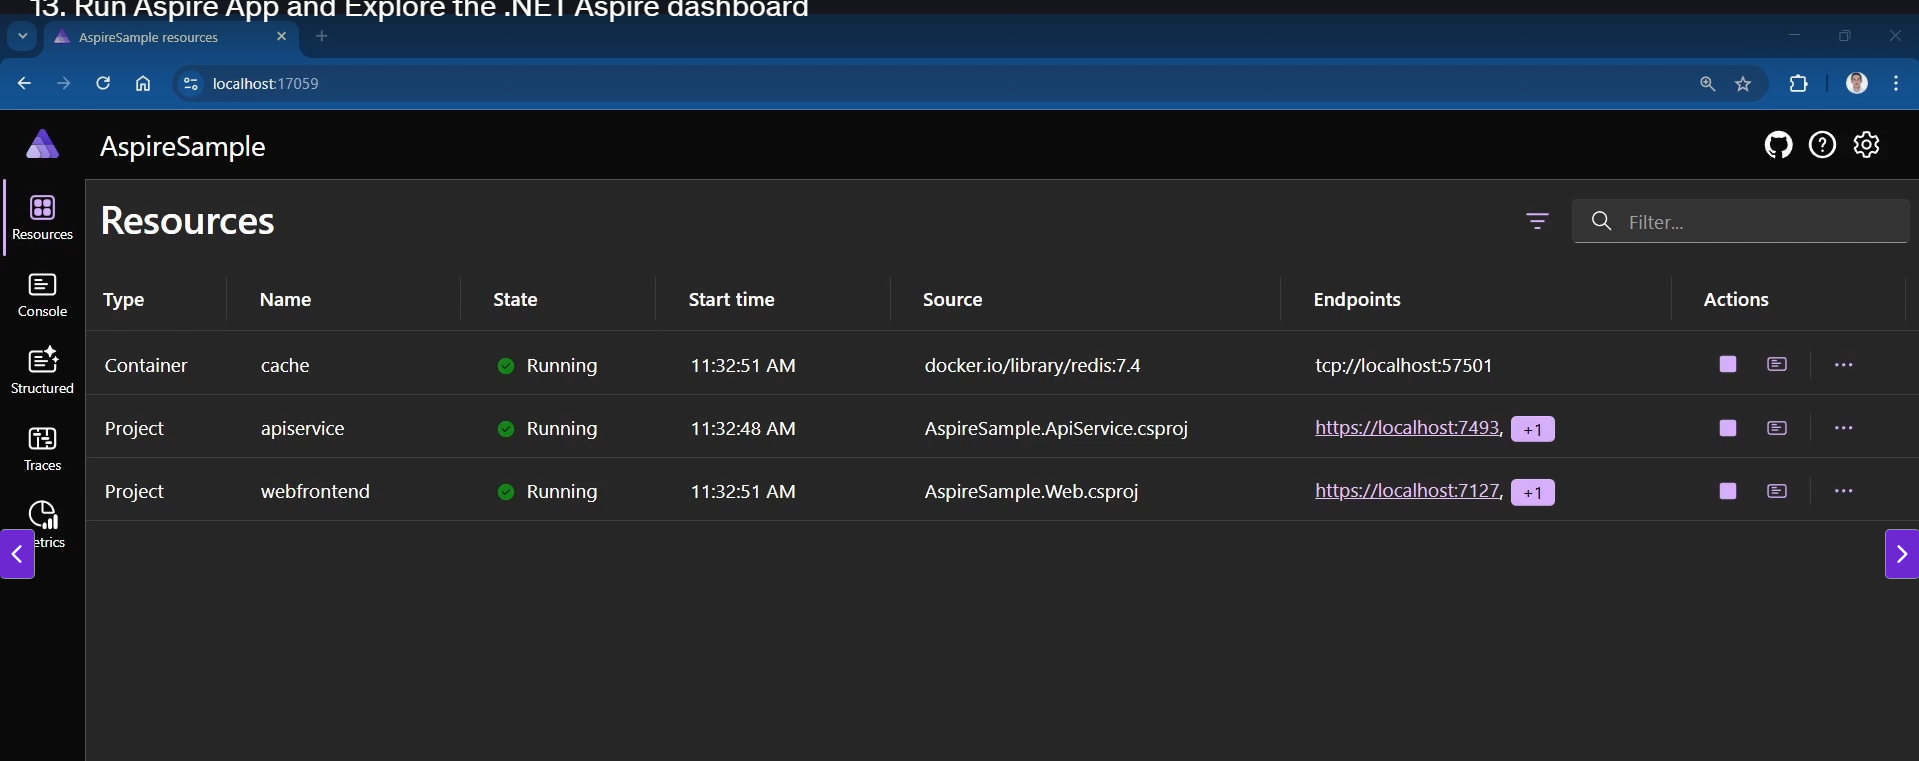 13. Run Aspire App and Explore the .NET Aspire dashboard
AspireSample resources
localhost:17059
AspireSample
Resources
Filter...
Resources
Console
Structured
Traces
etrics
Type Name State Start time Source Endpoints Actions
Container cache Running 11:32:51 AM docker.io/library/redis:7.4 tcp://localhost:57501
Project apiservice Running 11:32:48 AM AspireSample.ApiService.csproj https://localhost:7493, +1
Project webfrontend Running 11:32:51 AM AspireSample.Web.csproj https://localhost:7127, +1